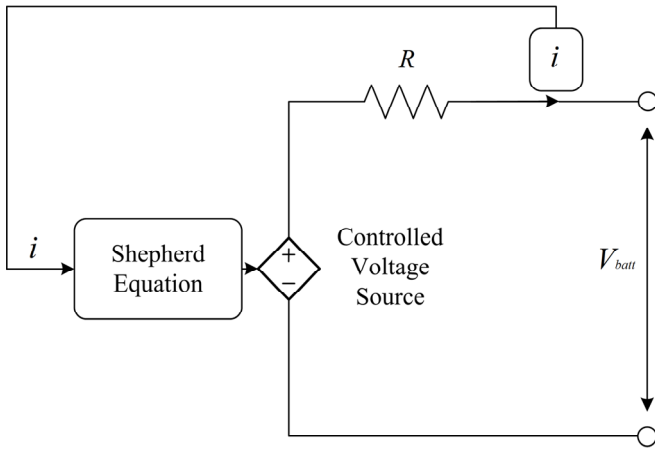 i
R
i
Shepherd
Equation
+
−
Controlled
Voltage
Source
V_batt